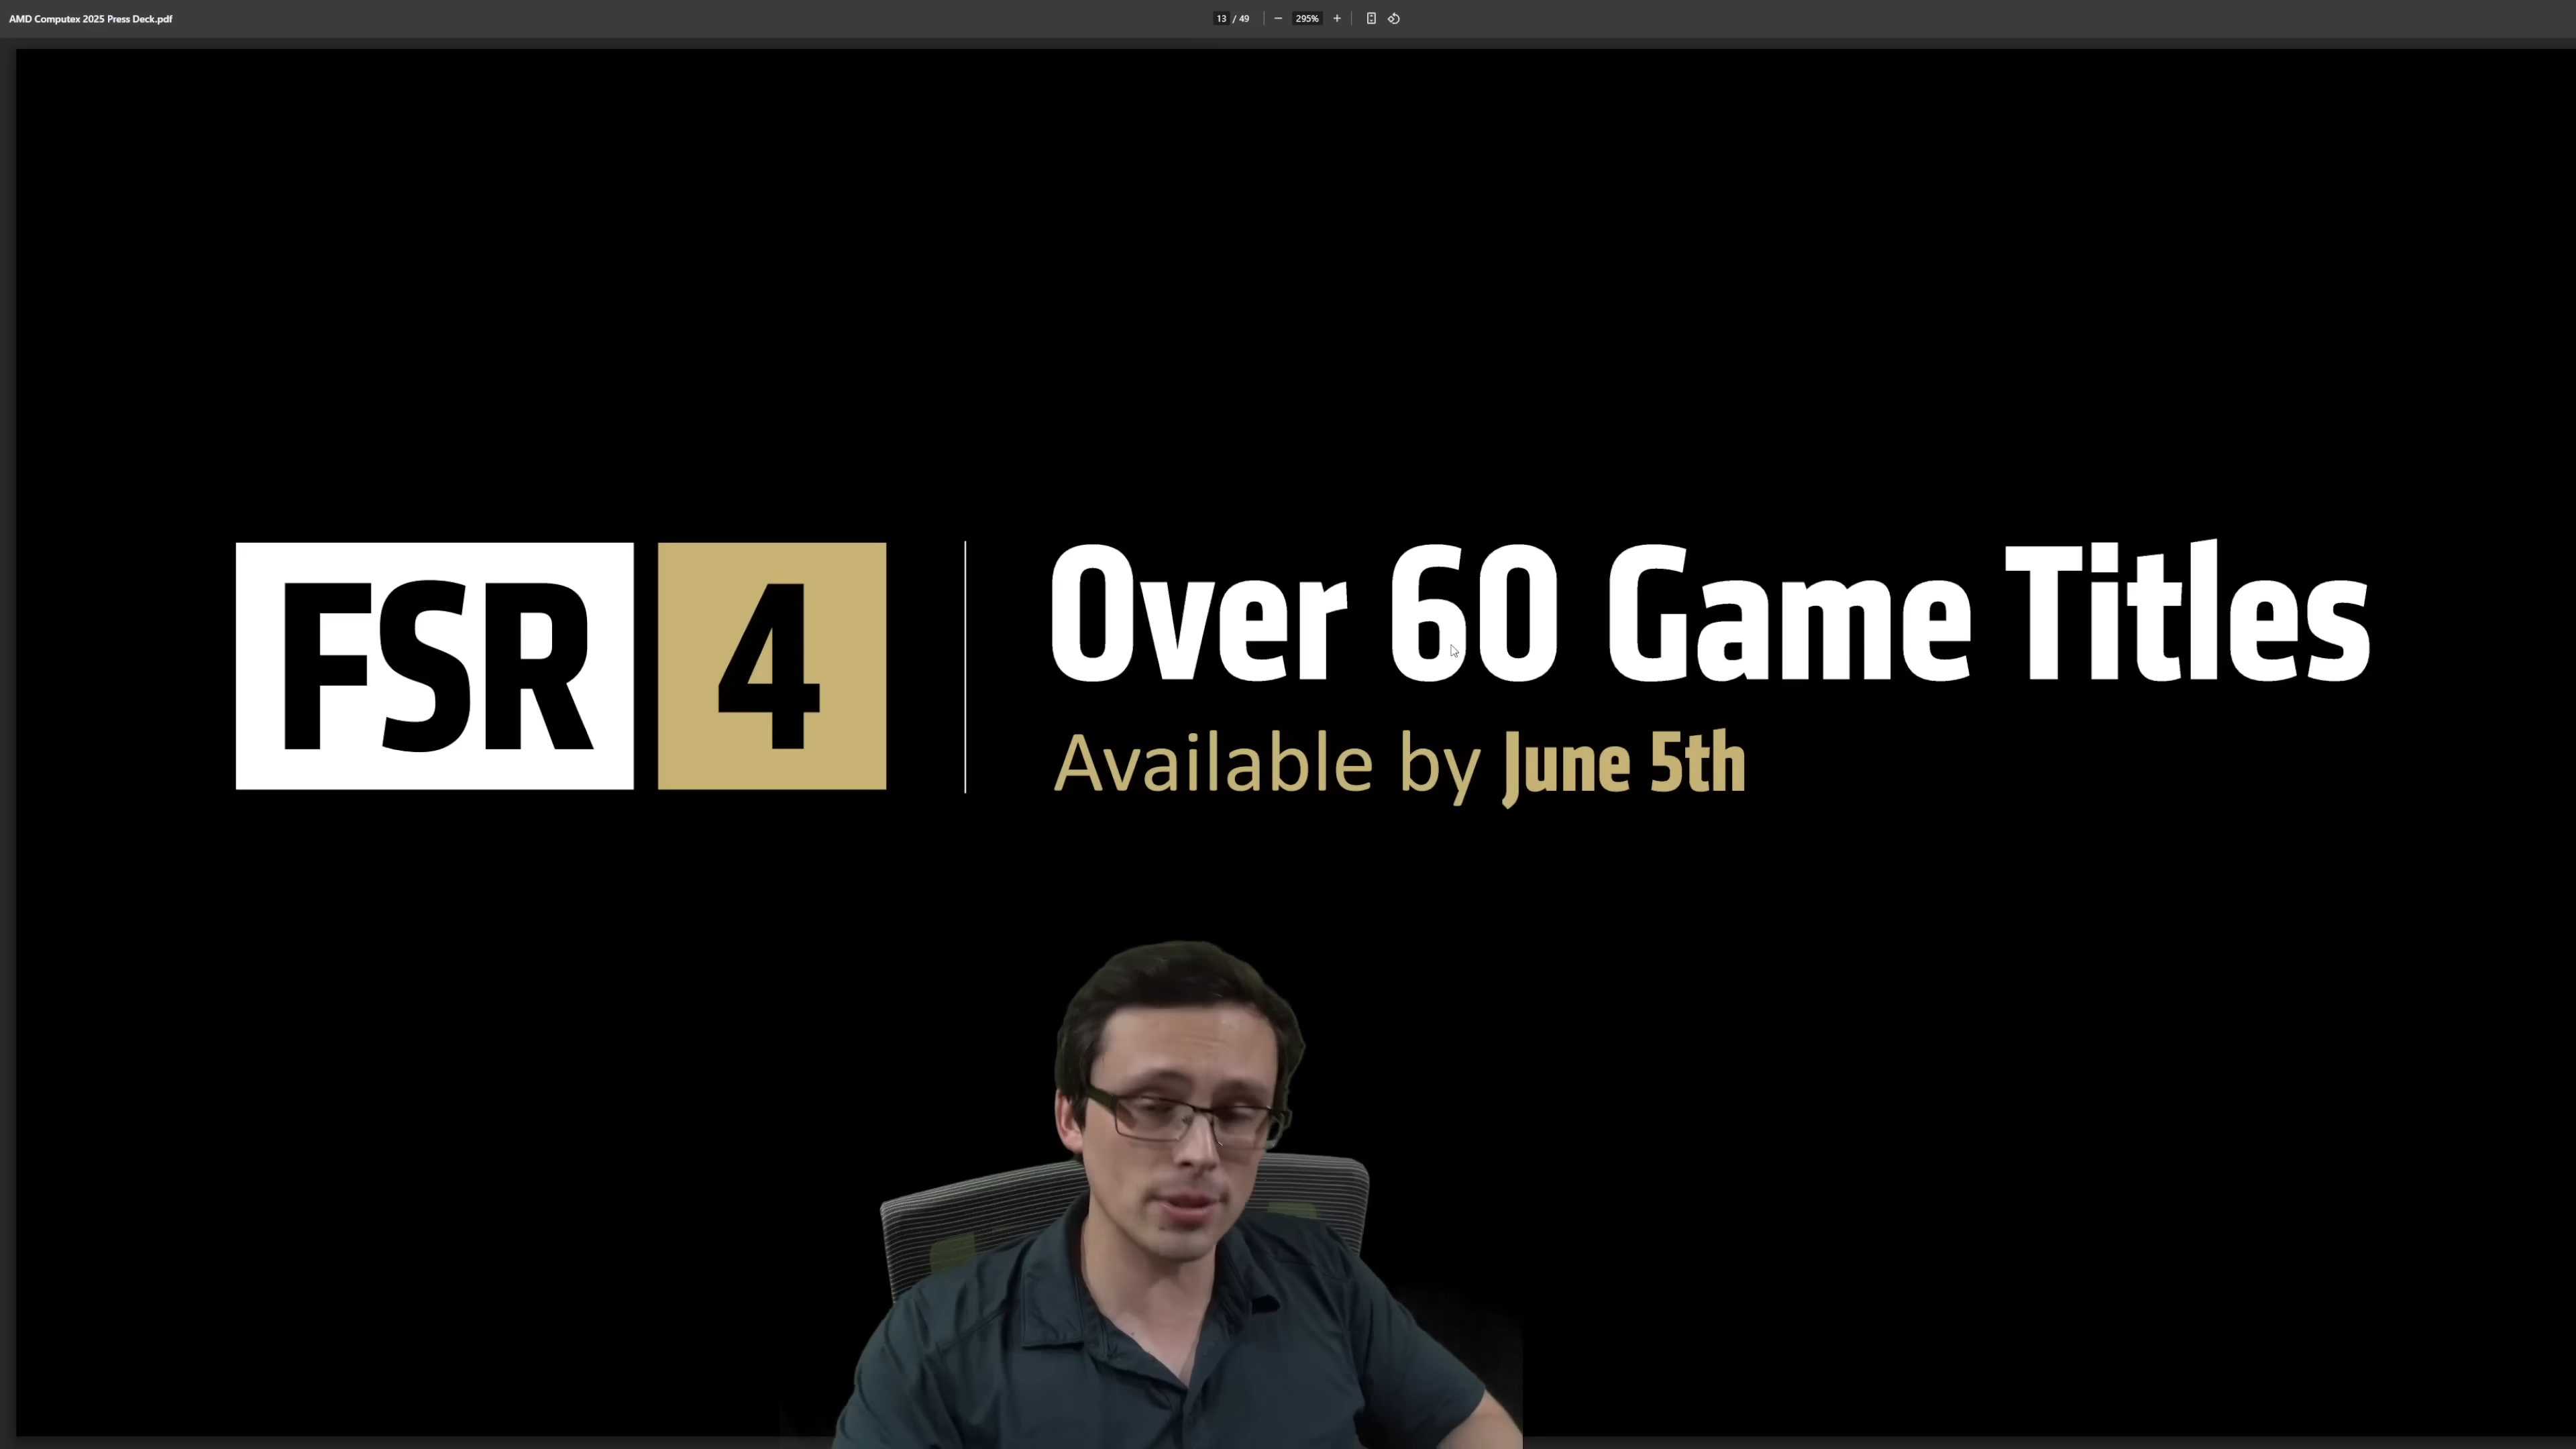 AMD Computex 2025 Press Deck.pdf
13 / 49
295%
FSR 4
Over 60 Game Titles
Available by June 5th